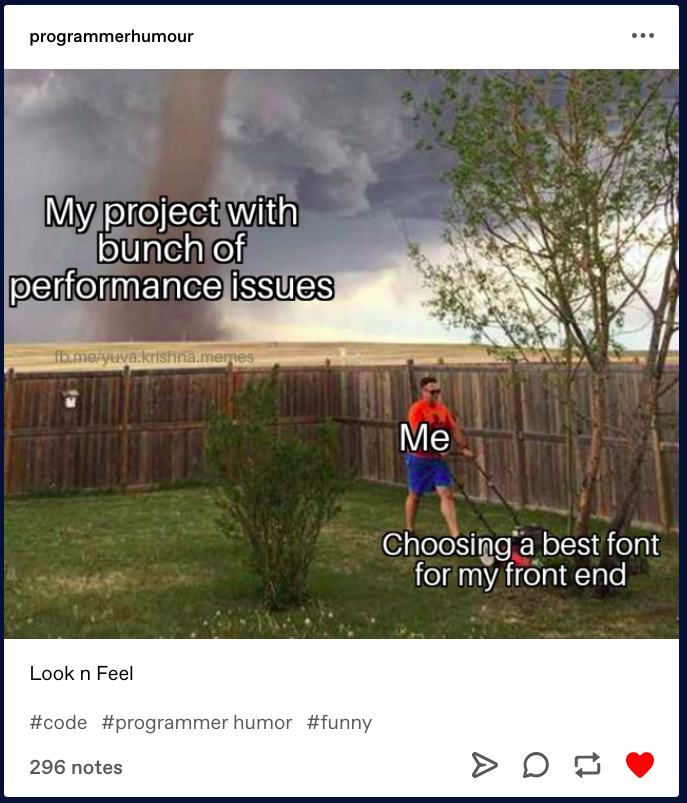 programmerhumour
My project with
bunch of
performance issues
fb.me/yuva.krishna.memes
Me
Choosing a best font
for my front end
Look n Feel
#code #programmer humor #funny
296 notes